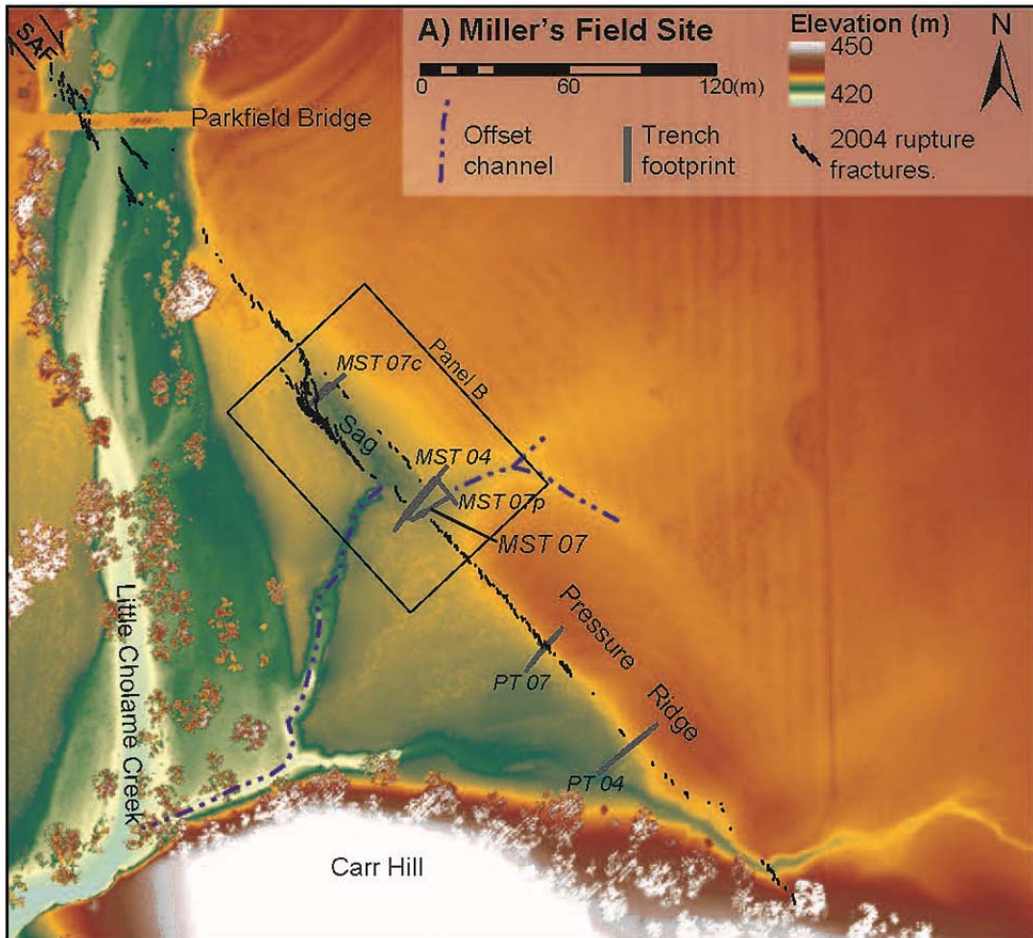 SAF
A) Miller's Field Site
0 60 120(m)
Elevation (m)
450
420
N
Offset
channel
Trench
footprint
2004 rupture
fractures.
Parkfield Bridge
Panel B
MST 07c
Sag
MST 04
MST 07p
MST 07
Little Cholame Creek
Pressure
Ridge
PT 07
PT 04
Carr Hill